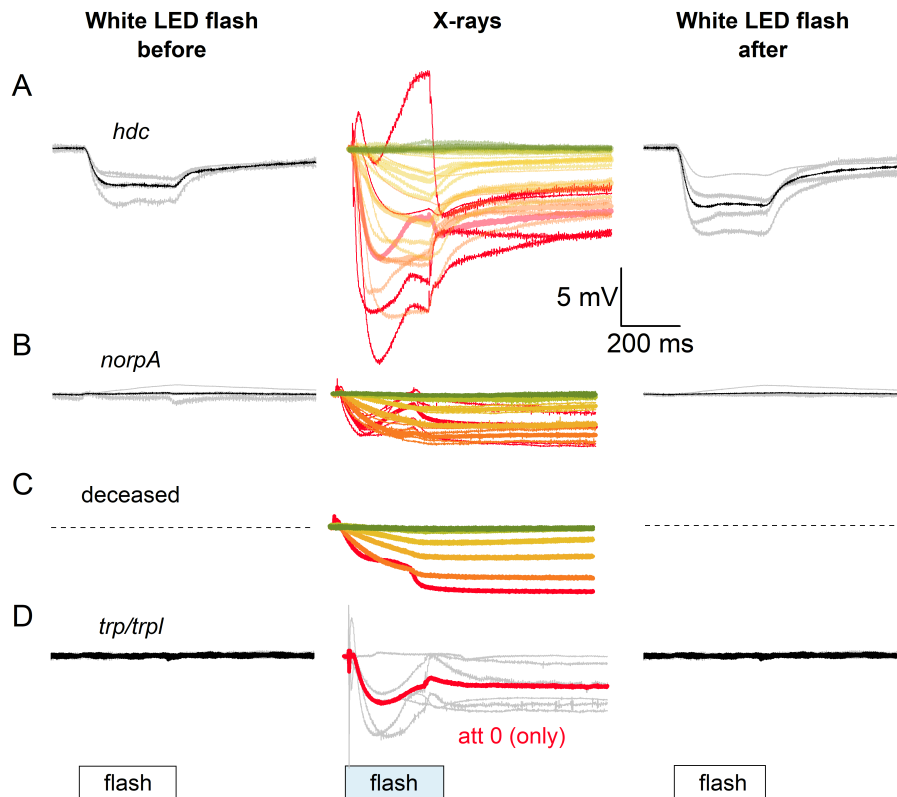 White LED flash before
X-rays
White LED flash after
A
hdc
5 mV
200 ms
B
norpA
C
deceased
D
trp/trpl
att 0 (only)
flash
flash
flash